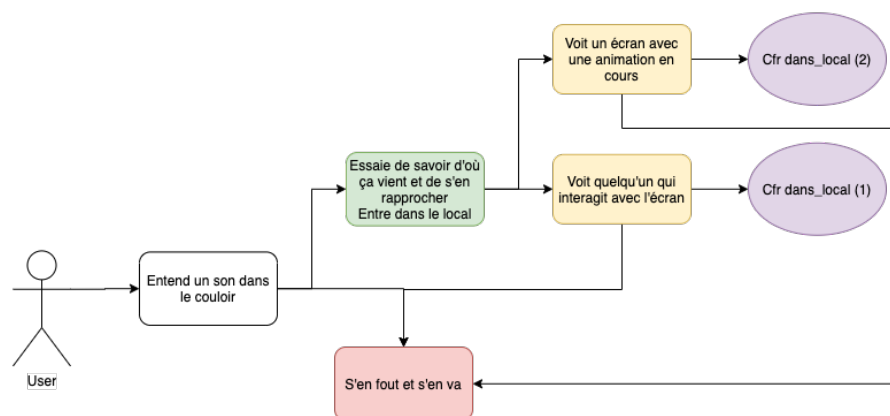 Voit un écran avec
une animation en
cours
Cfr dans_local (2)
Essaie de savoir d'où
ça vient et de s'en
rapprocher
Entre dans le local
Voit quelqu'un qui
interagit avec l'écran
Cfr dans_local (1)
Entend un son dans
le couloir
User
S'en fout et s'en va